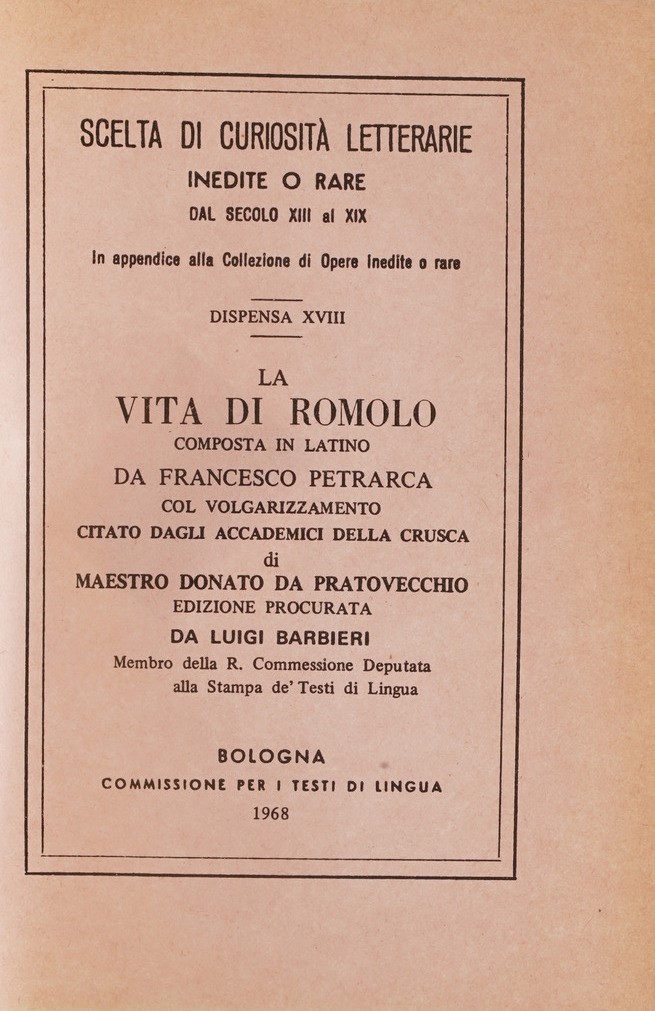 SCELTA DI CURIOSITÀ LETTERARIE
INEDITE O RARE
DAL SECOLO XIII al XIX
In appendice alla Collezione di Opere Inedite o rare
DISPENSA XVIII
LA
VITA DI ROMOLO
COMPOSTA IN LATINO
DA FRANCESCO PETRARCA
COL VOLGARIZZAMENTO
CITATO DAGLI ACCADEMICI DELLA CRUSCA
di
MAESTRO DONATO DA PRATOVECCHIO
EDIZIONE PROCURATA
DA LUIGI BARBIERI
Membro della R. Commessione Deputata
alla Stampa de' Testi di Lingua
BOLOGNA
COMMISSIONE PER I TESTI DI LINGUA
1968